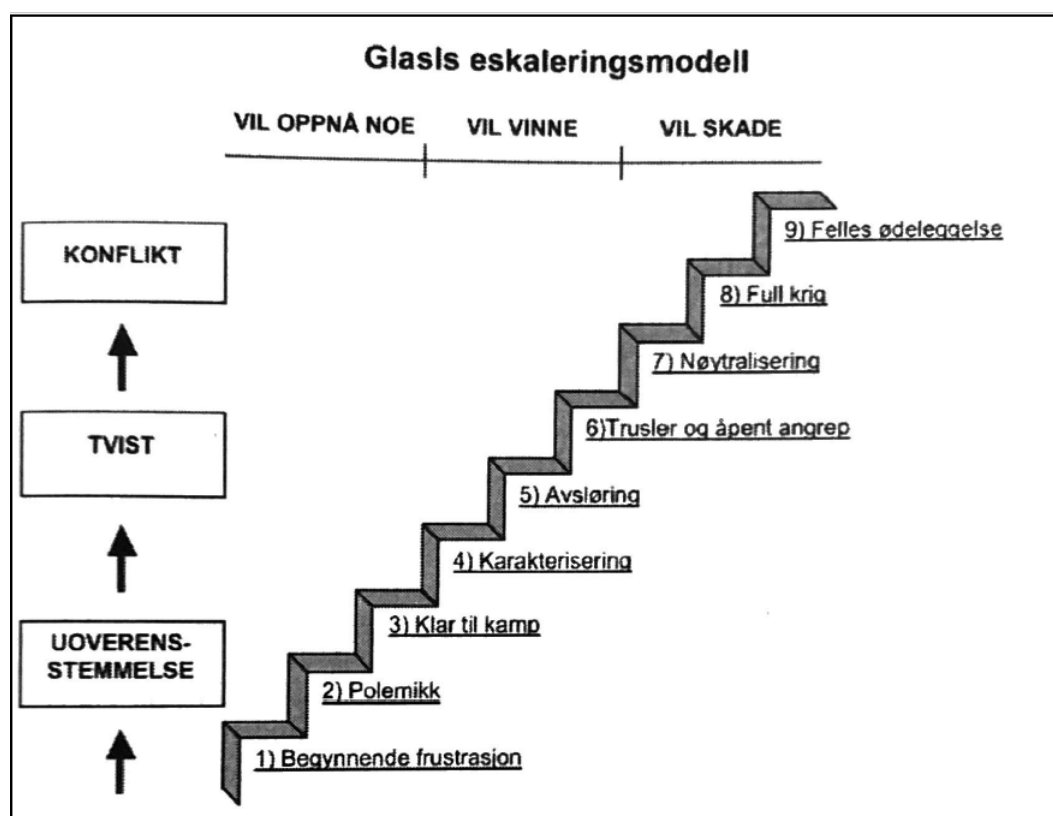 Glasls eskaleringsmodell
VIL OPPNÅ NOE
VIL VINNE
VIL SKADE
KONFLIKT
TVIST
UOVERENS-
STEMMELSE
9) Felles ødeleggelse
8) Full krig
7) Nøytralisering
6)Trusler og åpent angrep
5) Avsløring
4) Karakterisering
3) Klar til kamp
2) Polemikk
1) Begynnende frustrasjon